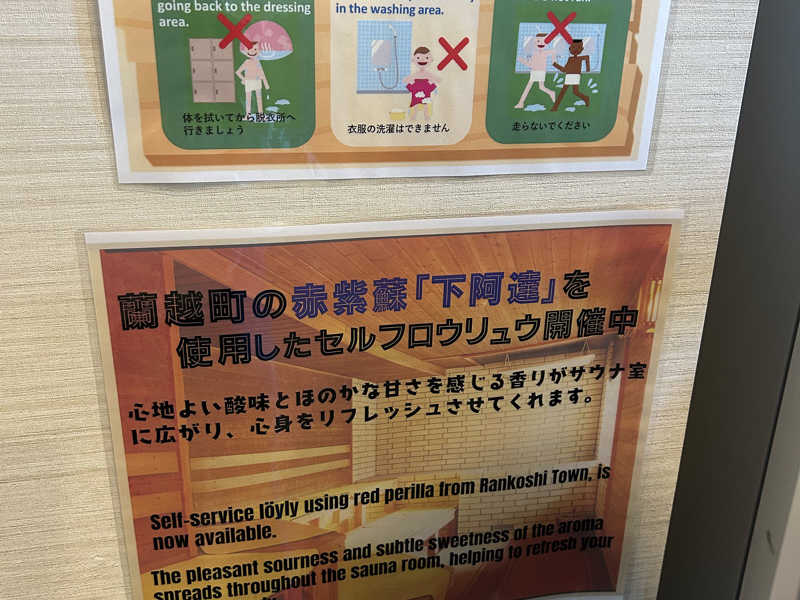 going back to the dressing
area.
体を拭いてから脱衣所へ
行きましょう
in the washing area.
衣服の洗濯はできません
走らないでください
蘭越町の赤紫蘇「下阿達」を
使用したセルフロウリュウ開催中
心地よい酸味とほのかな甘さを感じる香りがサウナ室
に広がり、心身をリフレッシュさせてくれます。
Self-service löyly using red perilla from Rankoshi Town, is
now available.
The pleasant sourness and subtle sweetness of the aroma
spreads throughout the sauna room, helping to refresh your